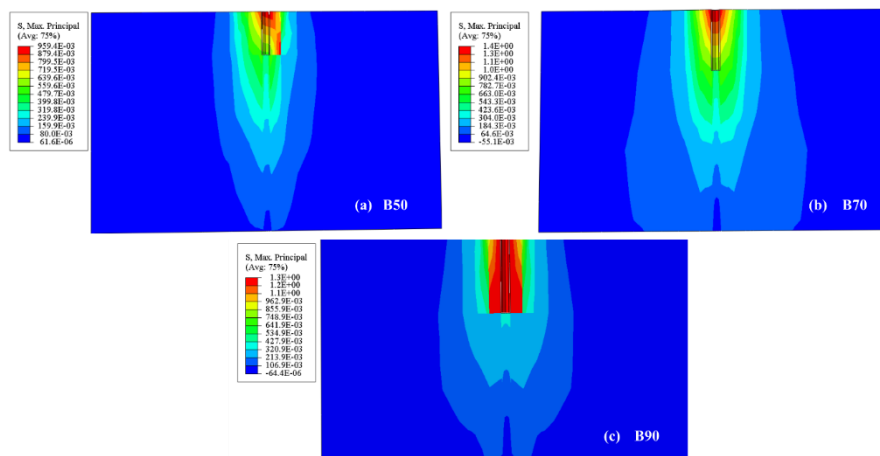 S, Max. Principal
(Avg: 75%)
959.4E-03
879.4E-03
799.5E-03
719.5E-03
639.6E-03
559.6E-03
479.7E-03
399.8E-03
319.8E-03
239.9E-03
159.9E-03
80.0E-03
61.6E-06
(a) B50
S, Max. Principal
(Avg: 75%)
1.4E+00
1.3E+00
1.1E+00
1.0E+00
902.4E-03
782.7E-03
663.0E-03
543.3E-03
423.6E-03
304.0E-03
184.3E-03
64.6E-03
-55.1E-03
(b) B70
S, Max. Principal
(Avg: 75%)
1.3E+00
1.2E+00
1.1E+00
962.9E-03
855.9E-03
748.9E-03
641.9E-03
534.9E-03
427.9E-03
320.9E-03
213.9E-03
106.9E-03
-64.4E-06
(c) B90